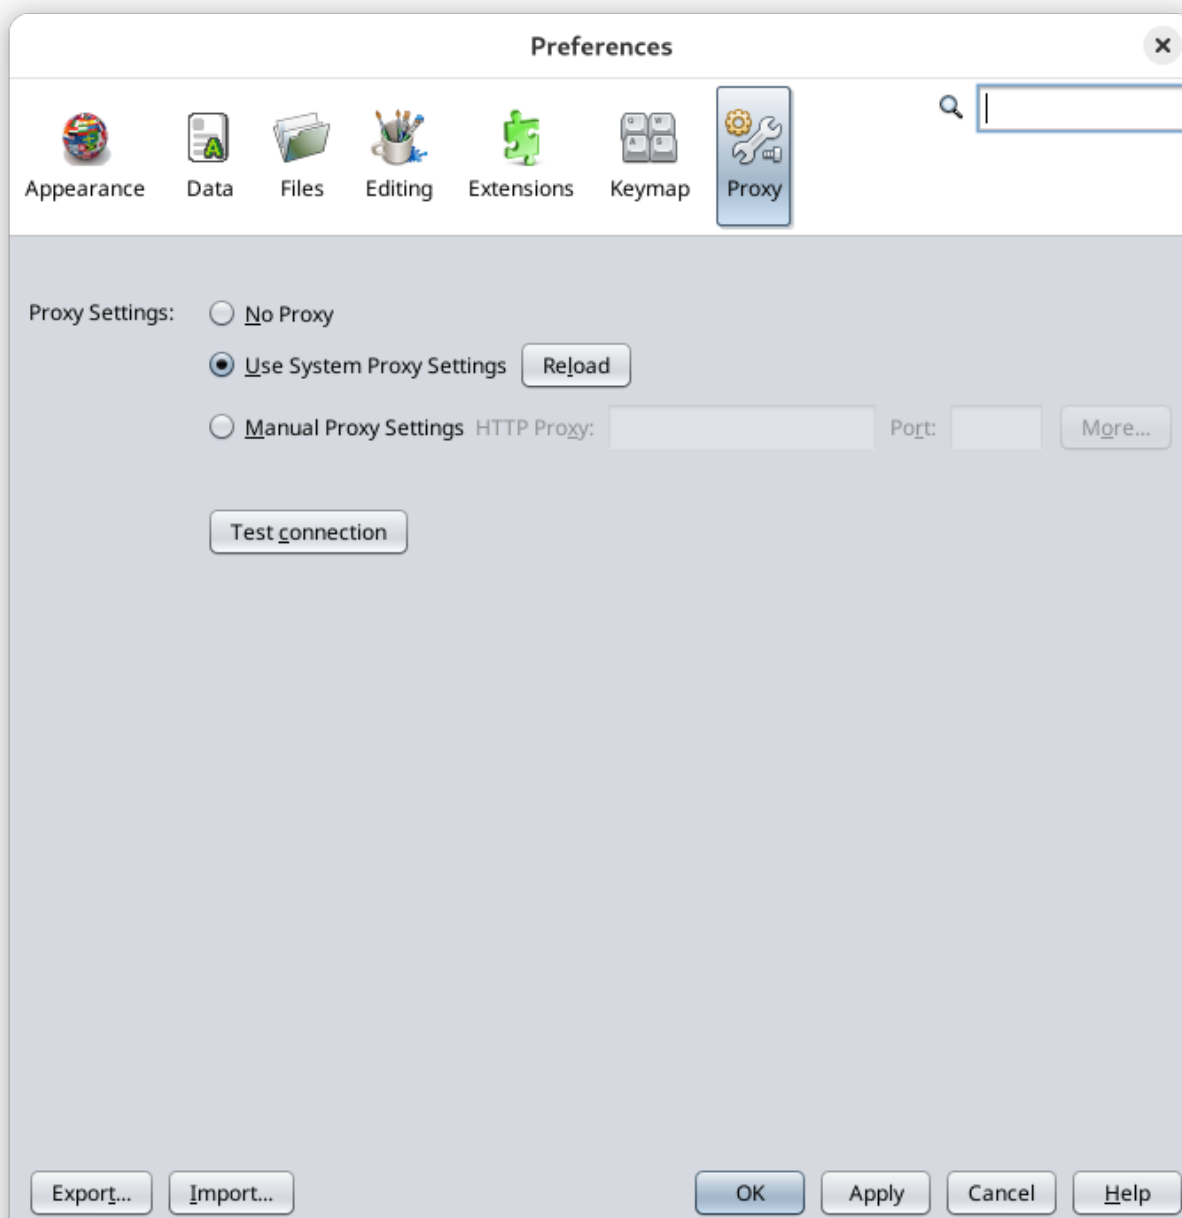 Preferences
Appearance Data Files Editing Extensions Keymap Proxy
Proxy Settings: No Proxy
Use System Proxy Settings Reload
Manual Proxy Settings HTTP Proxy: Port: More...
Test connection
Export... Import... OK Apply Cancel Help